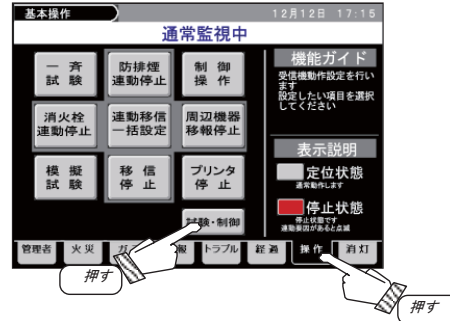 基本操作
12月12日 17:15
通常監視中
一斉
試験
防排煙
連動停止
制御
操作
消火栓
連動停止
連動移信
一括設定
周辺機器
移報停止
模擬
試験
移信
停止
プリンタ
停止
試験・制御
機能ガイド
受信機動作設定を行い
ます
設定したい項目を選択
してください
表示説明
定位状態
通常動作します
停止状態
停止状態です
連動要因があると点滅
管理者 火災 ガ 報 トラブル 経過 操作 消灯
押す
押す